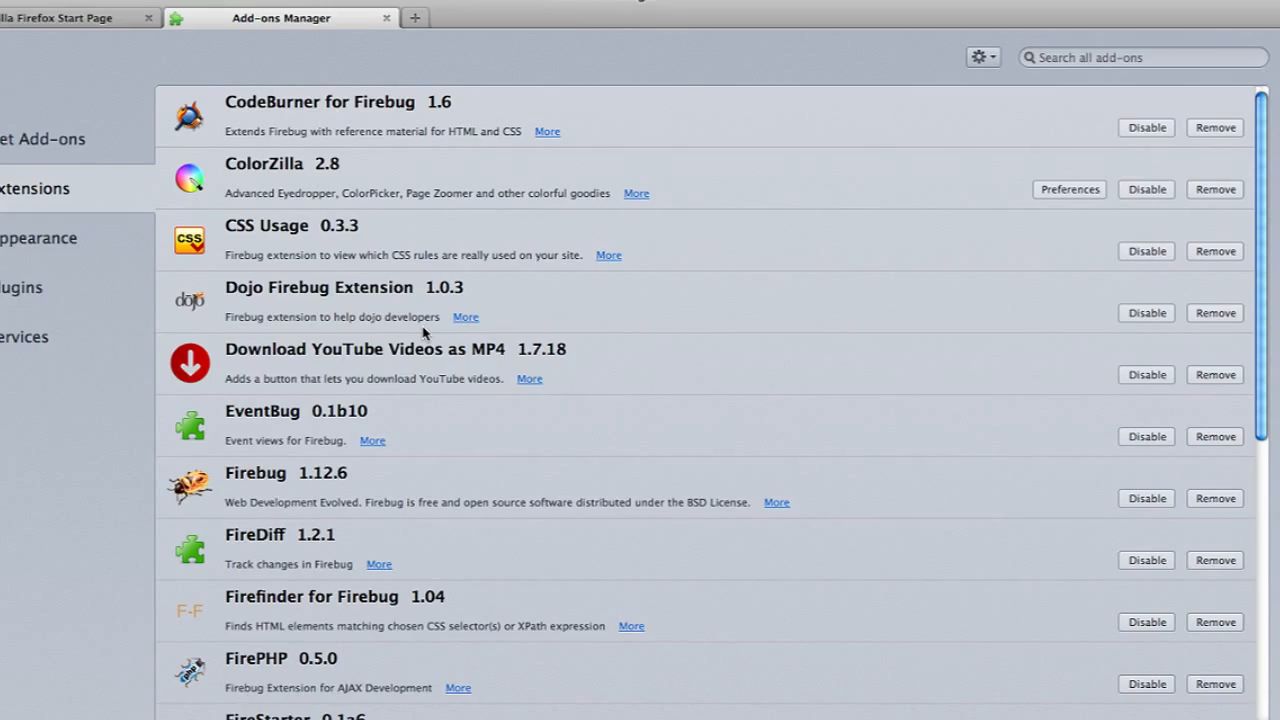 lla Firefox Start Page
Add-ons Manager
Search all add-ons
et Add-ons
xtensions
ppearance
lugins
ervices
CodeBurner for Firebug 1.6
Extends Firebug with reference material for HTML and CSS More
Disable Remove
ColorZilla 2.8
Advanced Eyedropper, ColorPicker, Page Zoomer and other colorful goodies More
Preferences Disable Remove
CSS
CSS Usage 0.3.3
Firebug extension to view which CSS rules are really used on your site. More
Disable Remove
dojo
Dojo Firebug Extension 1.0.3
Firebug extension to help dojo developers More
Disable Remove
Download YouTube Videos as MP4 1.7.18
Adds a button that lets you download YouTube videos. More
Disable Remove
EventBug 0.1b10
Event views for Firebug. More
Disable Remove
Firebug 1.12.6
Web Development Evolved. Firebug is free and open source software distributed under the BSD License. More
Disable Remove
FireDiff 1.2.1
Track changes in Firebug More
Disable Remove
F-F
Firefinder for Firebug 1.04
Finds HTML elements matching chosen CSS selector(s) or XPath expression More
Disable Remove
FirePHP 0.5.0
Firebug Extension for AJAX Development More
Disable Remove
FireStarter 0.1a6